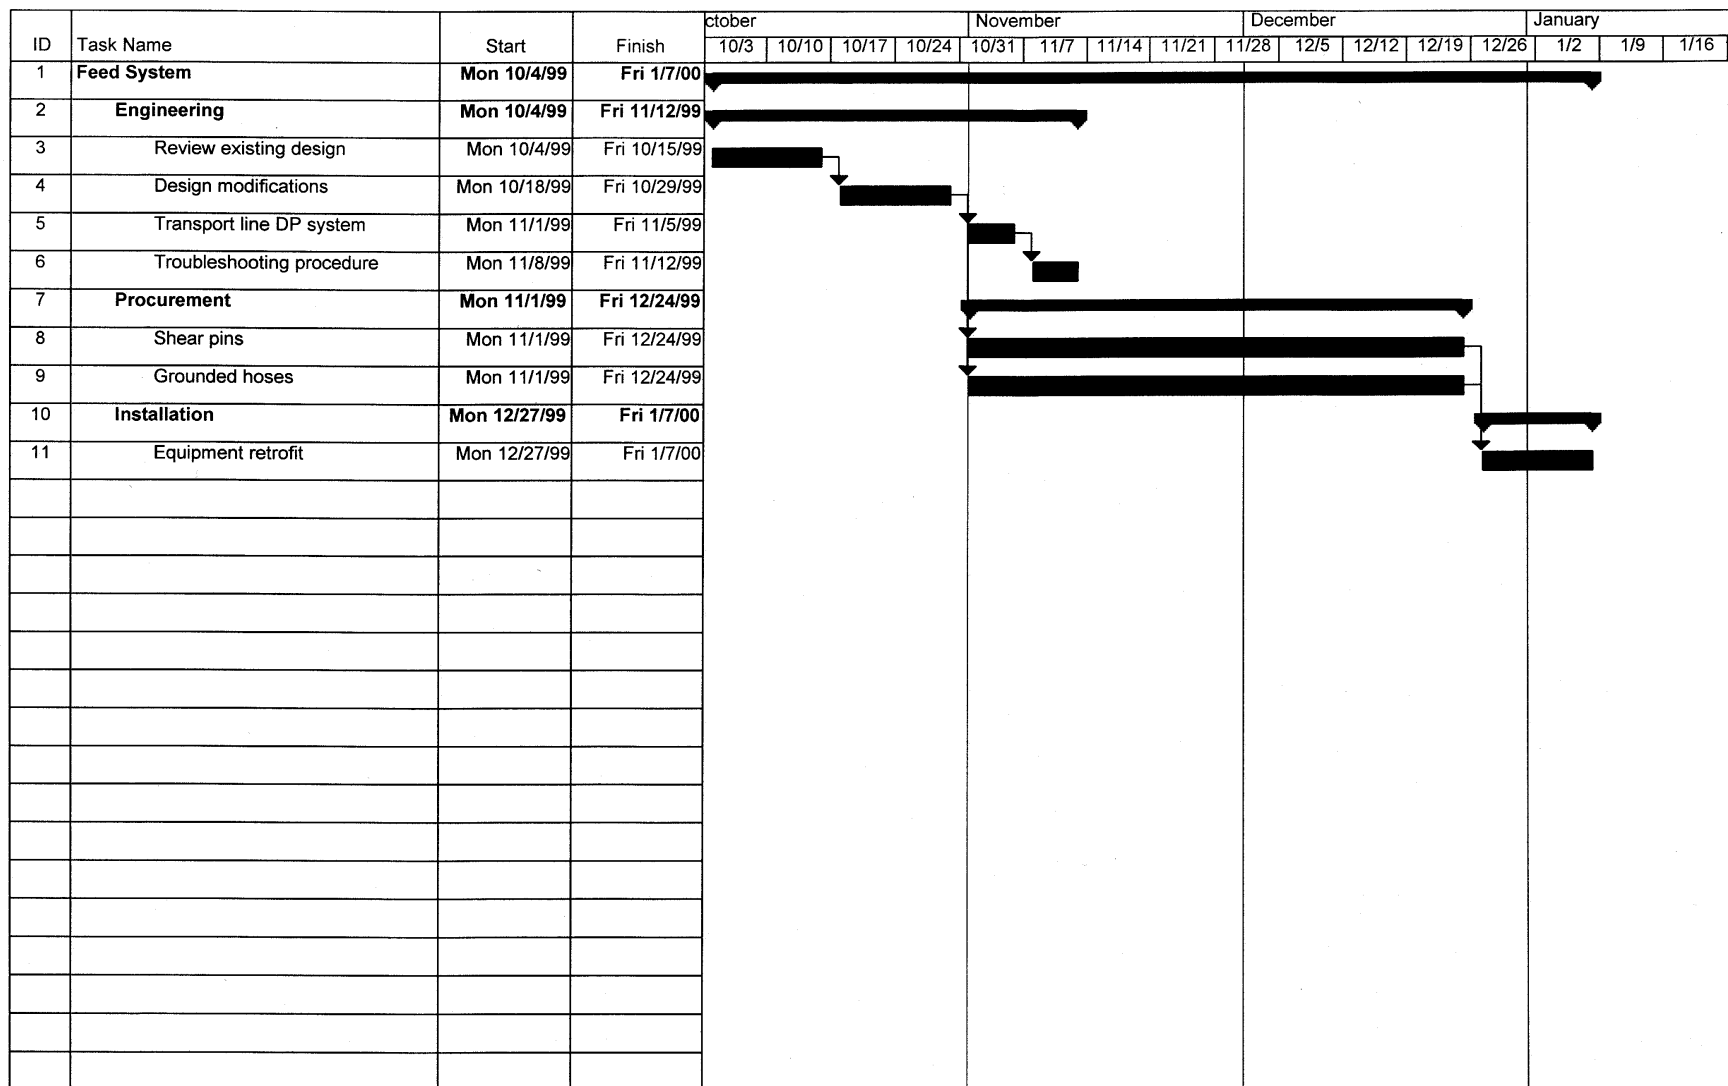 ctober November December January
ID Task Name Start Finish 10/3 10/10 10/17 10/24 10/31 11/7 11/14 11/21 11/28 12/5 12/12 12/19 12/26 1/2 1/9 1/16
1 Feed System Mon 10/4/99 Fri 1/7/00
2 Engineering Mon 10/4/99 Fri 11/12/99
3 Review existing design Mon 10/4/99 Fri 10/15/99
4 Design modifications Mon 10/18/99 Fri 10/29/99
5 Transport line DP system Mon 11/1/99 Fri 11/5/99
6 Troubleshooting procedure Mon 11/8/99 Fri 11/12/99
7 Procurement Mon 11/1/99 Fri 12/24/99
8 Shear pins Mon 11/1/99 Fri 12/24/99
9 Grounded hoses Mon 11/1/99 Fri 12/24/99
10 Installation Mon 12/27/99 Fri 1/7/00
11 Equipment retrofit Mon 12/27/99 Fri 1/7/00